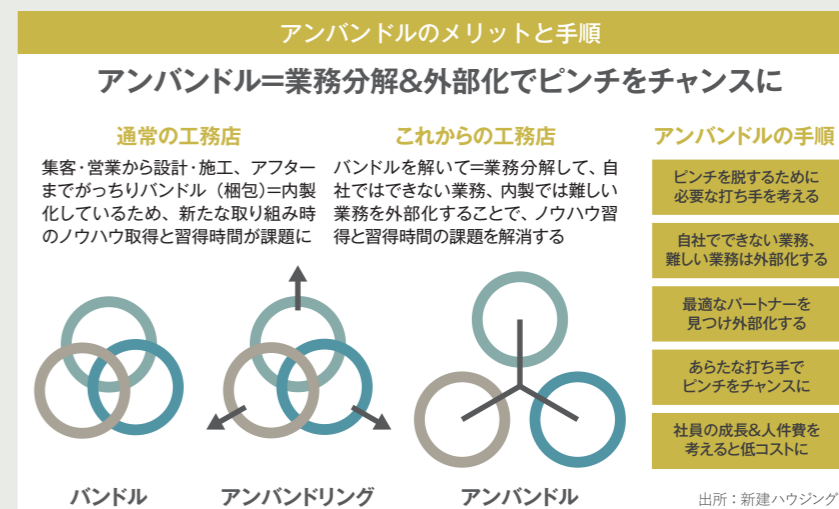 アンバンドルのメリットと手順
アンバンドル=業務分解&外部化でピンチをチャンスに
通常の工務店
集客・営業から設計・施工、アフター
までがっちりバンドル（梱包）=内製
化しているため、新たな取り組み時
のノウハウ取得と習得時間が課題に
これからの工務店
バンドルを解いて=業務分解して、自
社ではできない業務、内製では難しい
業務を外部化することで、ノウハウ習
得と習得時間の課題を解消する
アンバンドルの手順
ピンチを脱するために
必要な打ち手を考える
自社でできない業務、
難しい業務は外部化する
最適なパートナーを
見つけ外部化する
あらたな打ち手で
ピンチをチャンスに
社員の成長&人件費を
考えると低コストに
バンドル
アンバンドリング
アンバンドル
出所：新建ハウジング